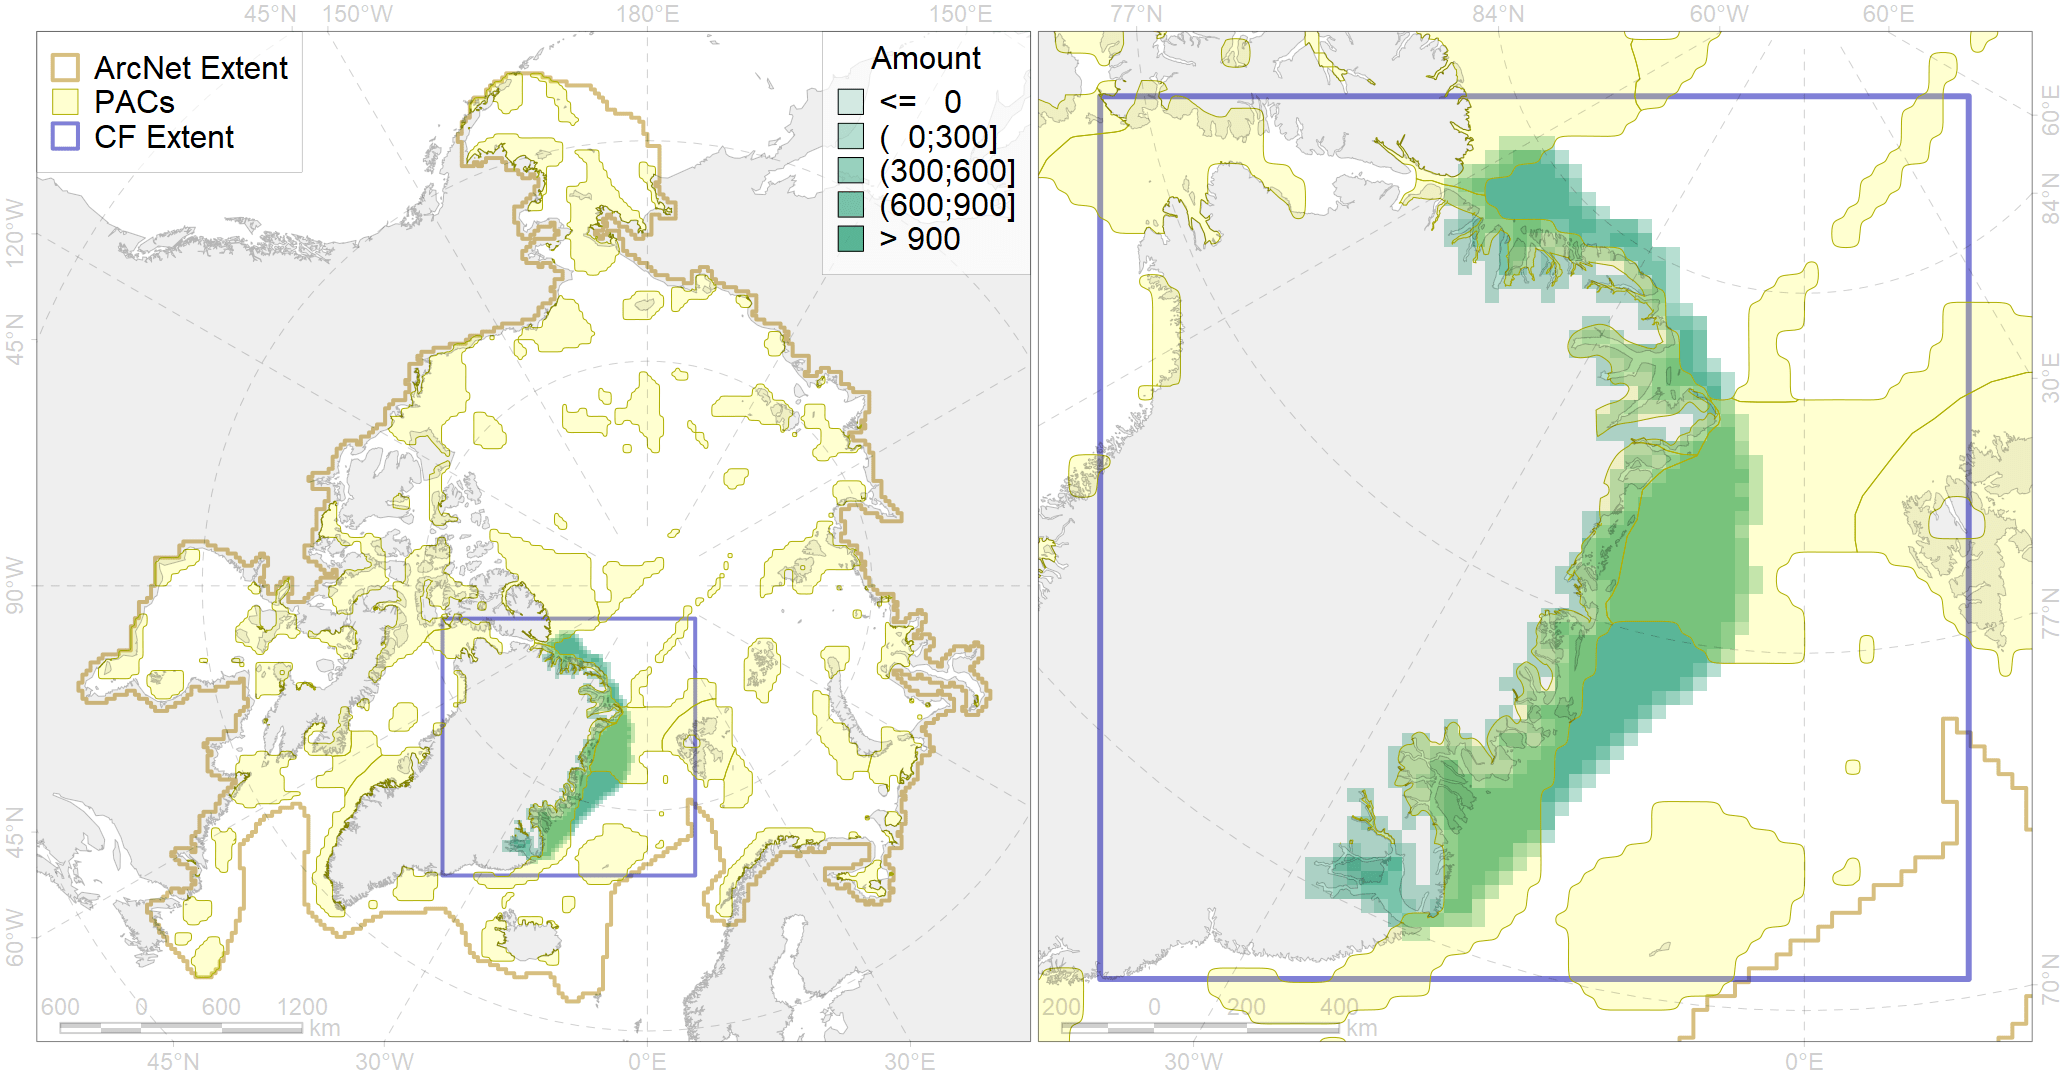 45°N 150°W 180°E 150°E 77°N 84°N 60°W 60°E
ArcNet Extent
PACs
CF Extent
Amount
<= 0
( 0;300]
(300;600]
(600;900]
> 900
120°W
45°N
90°W
45°N
60°W
60°E
84°N
30°E
77°N
70°N
600 0 600 1200
km
200 0 200 400
km
45°N 30°W 0°E 30°E 30°W 0°E